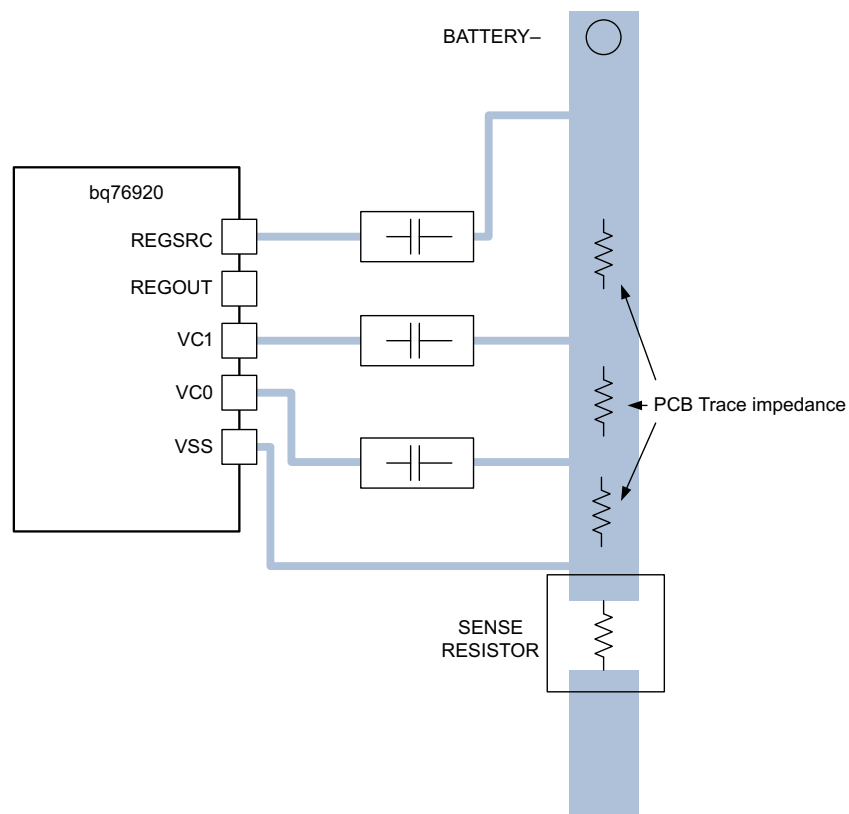 BATTERY–
bq76920
REGSRC
REGOUT
VC1
VC0
VSS
PCB Trace impedance
SENSE
RESISTOR